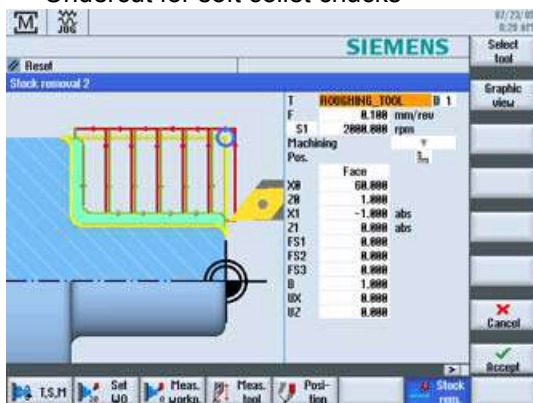 Undercut for soft collet chucks
M JOG
SIEMENS
Select
tool
Reset
Stock removal 2
Graphic
view
T ROUGHING_TOOL D 1
F 0.100 mm/rev
S1 2000.000 rpm
Machining
Pos.
Face
X0 60.000
Z0 1.000
X1 -1.000 abs
Z1 0.000 abs
FS1 0.000
FS2 0.000
FS3 0.000
D 1.000
UX 0.000
UZ 0.000
Cancel
Accept
T,S,M
Set
WO
Meas.
workp.
Meas.
tool
Posi-
tion
Stock
rem.